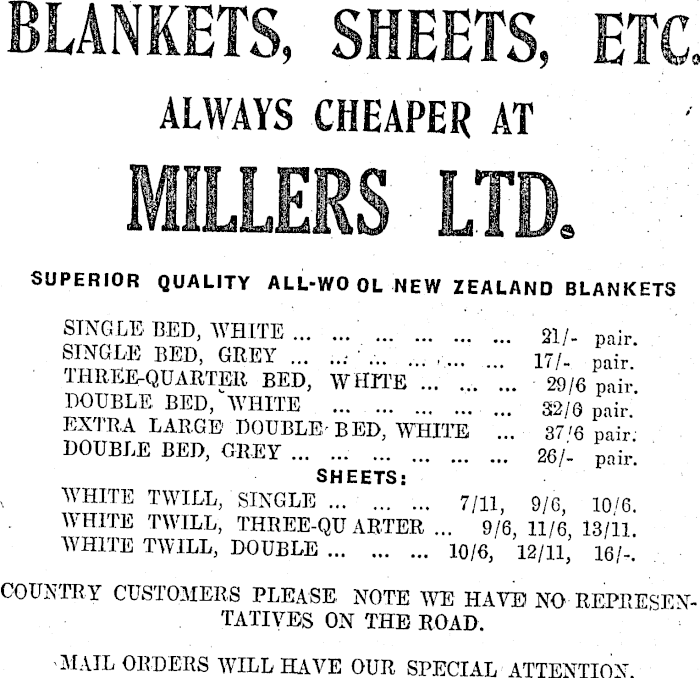 BLANKETS, SHEETS, ETC.
ALWAYS CHEAPER AT
MILLERS LTD.
SUPERIOR QUALITY ALL-WOOL NEW ZEALAND BLANKETS
SINGLE BED, WHITE ... ... ... ... ... ... 21/- pair.
SINGLE BED, GREY ... ... ... ... ... ... 17/- pair.
THREE-QUARTER BED, WHITE ... ... ... 29/6 pair.
DOUBLE BED, WHITE ... ... ... ... ... 32/6 pair.
EXTRA LARGE DOUBLE BED, WHITE ... 37/6 pair.
DOUBLE BED, GREY ... ... ... ... ... ... 26/- pair.
SHEETS:
WHITE TWILL, SINGLE ... ... ... 7/11, 9/6, 10/6.
WHITE TWILL, THREE-QUARTER ... 9/6, 11/6, 13/11.
WHITE TWILL, DOUBLE ... ... ... 10/6, 12/11, 16/-.
COUNTRY CUSTOMERS PLEASE NOTE WE HAVE NO REPRESEN-
TATIVES ON THE ROAD.
MAIL ORDERS WILL HAVE OUR SPECIAL ATTENTION.